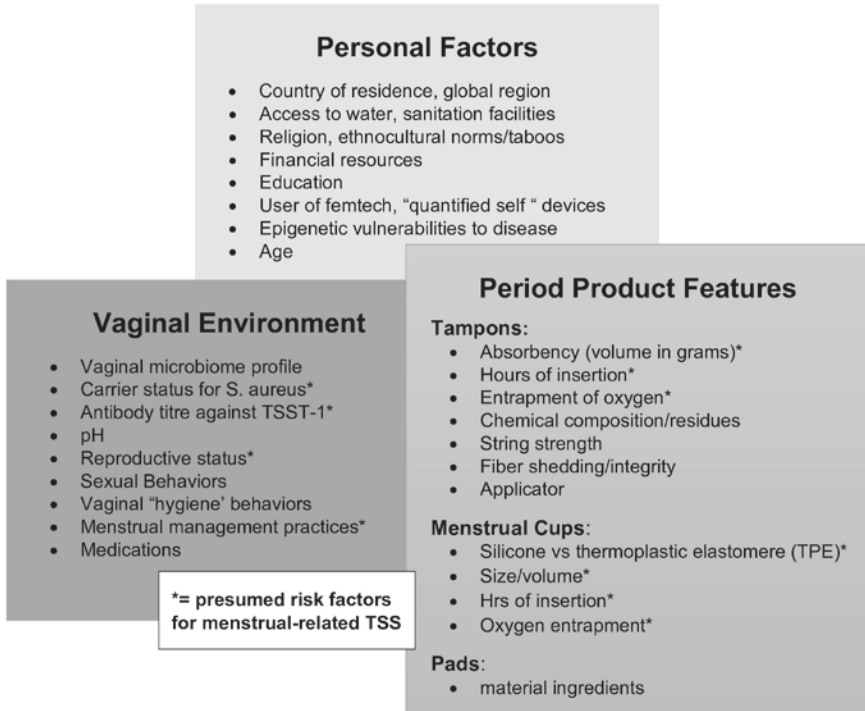 Personal Factors
• Country of residence, global region
• Access to water, sanitation facilities
• Religion, ethnocultural norms/taboos
• Financial resources
• Education
• User of femtech, “quantified self “ devices
• Epigenetic vulnerabilities to disease
• Age
Vaginal Environment
• Vaginal microbiome profile
• Carrier status for S. aureus*
• Antibody titre against TSST-1*
• pH
• Reproductive status*
• Sexual Behaviors
• Vaginal “hygiene’ behaviors
• Menstrual management practices*
• Medications
*= presumed risk factors
for menstrual-related TSS
Period Product Features
Tampons:
• Absorbency (volume in grams)*
• Hours of insertion*
• Entrapment of oxygen*
• Chemical composition/residues
• String strength
• Fiber shedding/integrity
• Applicator
Menstrual Cups:
• Silicone vs thermoplastic elastomere (TPE)*
• Size/volume*
• Hrs of insertion*
• Oxygen entrapment*
Pads:
• material ingredients